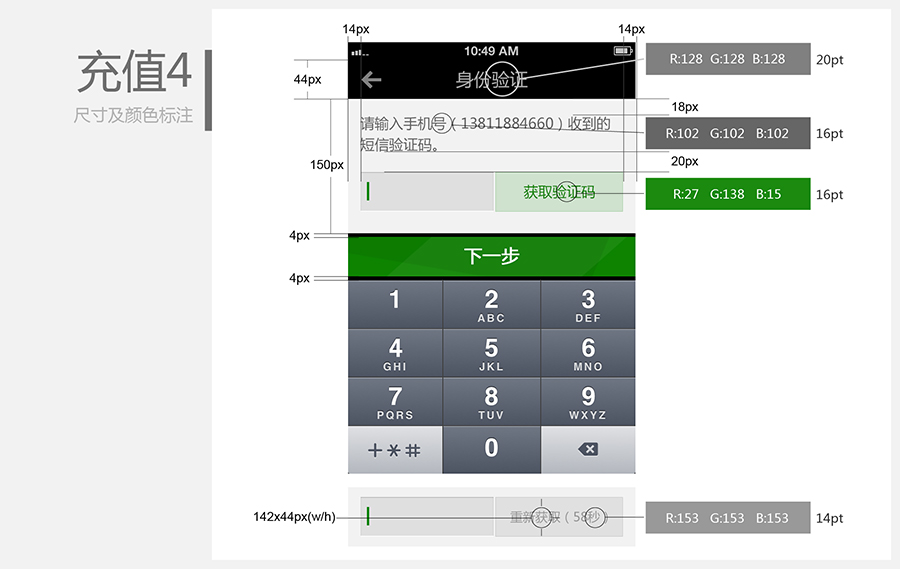 充值4
尺寸及颜色标注
14px
14px
10:49 AM
身份验证
R:128 G:128 B:128
20pt
44px
18px
请输入手机号（13811884660）收到的
短信验证码。
R:102 G:102 B:102
16pt
150px
20px
获取验证码
R:27 G:138 B:15
16pt
4px
下一步
4px
1
2
ABC
3
DEF
4
GHI
5
JKL
6
MNO
7
PQRS
8
TUV
9
WXYZ
+*#
0
142x44px(w/h)
重新获取（58秒）
R:153 G:153 B:153
14pt